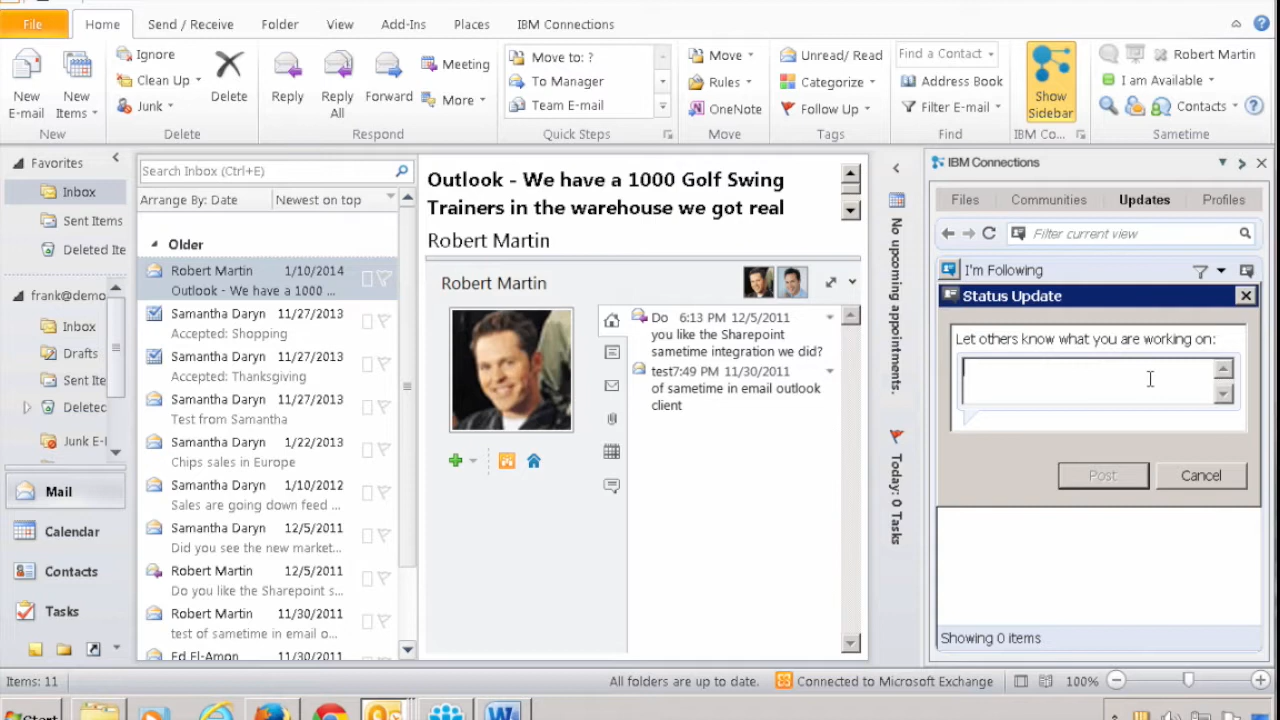 File Home Send / Receive Folder View Add-Ins Places IBM Connections
New E-mail
New Items
New
Ignore
Clean Up
Junk
Delete
Delete
Reply
Reply All
Forward
Meeting
More
Respond
Move to: ?
To Manager
Team E-mail
Quick Steps
Move
Rules
OneNote
Move
Unread/ Read
Categorize
Follow Up
Tags
Find a Contact
Address Book
Filter E-mail
Find
Show Sidebar
IBM Co...
Robert Martin
I am Available
Contacts
Sametime
Favorites
Inbox
Sent Items
Deleted Ite
frank@demo
Inbox
Drafts
Sent Ite
Deleted
Junk E-l
Mail
Calendar
Contacts
Tasks
Search Inbox (Ctrl+E)
Arrange By: Date Newest on top
Older
Robert Martin 1/10/2014
Outlook - We have a 1000 ...
Samantha Daryn 11/27/2013
Accepted: Shopping
Samantha Daryn 11/27/2013
Accepted: Thanksgiving
Samantha Daryn 11/27/2013
Test from Samantha
Samantha Daryn 1/22/2013
Chips sales in Europe
Samantha Daryn 1/10/2012
Sales are going down feed ...
Samantha Daryn 12/5/2011
Did you see the new market...
Robert Martin 12/5/2011
Do you like the Sharepoint s...
Robert Martin 11/30/2011
test of sametime in email o...
Ed El-Amon 11/30/2011
Outlook - We have a 1000 Golf Swing
Trainers in the warehouse we got real
Robert Martin
Robert Martin
Do 6:13 PM 12/5/2011
you like the Sharepoint
sametime integration we did?
test7:49 PM 11/30/2011
of sametime in email outlook
client
No upcoming appointments.
Today: 0 Tasks
IBM Connections
Files Communities Updates Profiles
Filter current view
I'm Following
Status Update
Let others know what you are working on:
Post Cancel
Showing 0 items
Items: 11 All folders are up to date. Connected to Microsoft Exchange 100%
Start